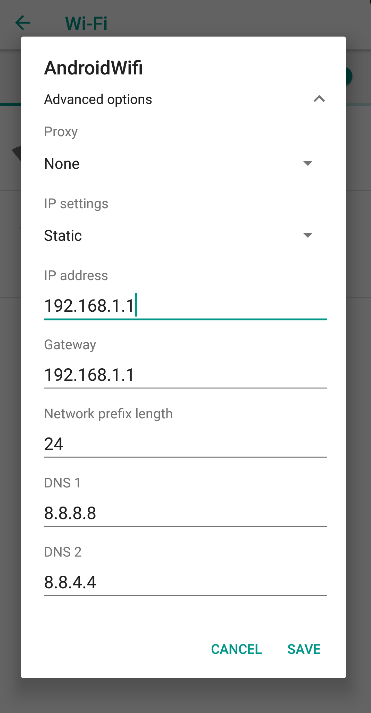 Wi-Fi
AndroidWifi
Advanced options
Proxy
None
IP settings
Static
IP address
192.168.1.1
Gateway
192.168.1.1
Network prefix length
24
DNS 1
8.8.8.8
DNS 2
8.8.4.4
CANCEL SAVE